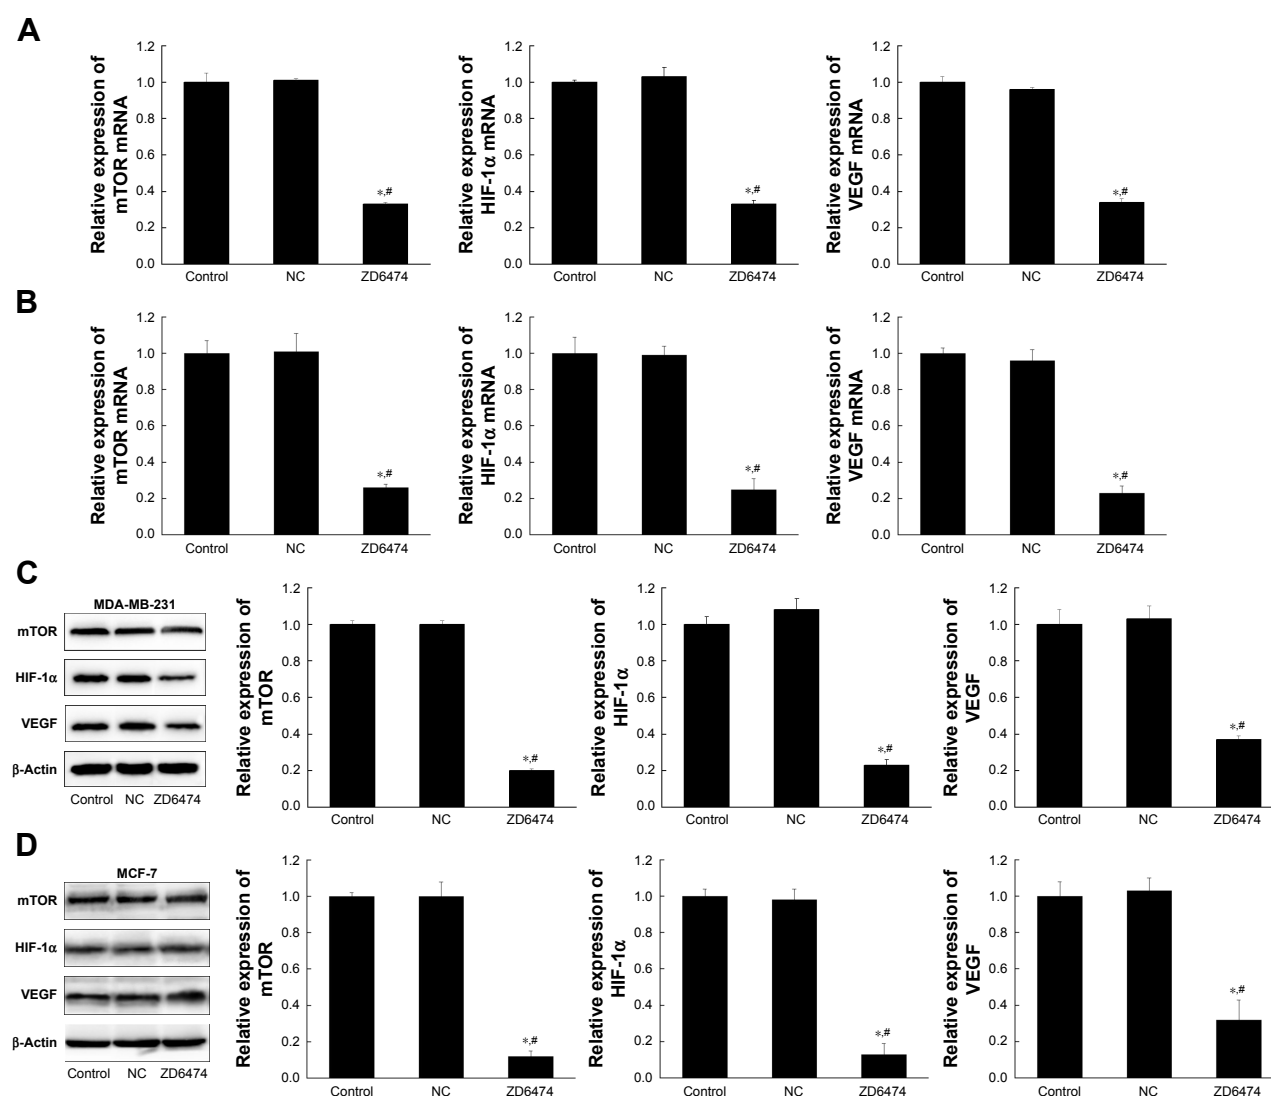 A
Relative expression of
mTOR mRNA
1.2
1.0
0.8
0.6
0.4
0.2
0.0
*,#
Control NC ZD6474
Relative expression of
HIF-1α mRNA
1.2
1.0
0.8
0.6
0.4
0.2
0.0
*,#
Control NC ZD6474
Relative expression of
VEGF mRNA
1.2
1.0
0.8
0.6
0.4
0.2
0.0
*,#
Control NC ZD6474
B
Relative expression of
mTOR mRNA
1.2
1.0
0.8
0.6
0.4
0.2
0.0
*,#
Control NC ZD6474
Relative expression of
HIF-1α mRNA
1.2
1.0
0.8
0.6
0.4
0.2
0.0
*,#
Control NC ZD6474
Relative expression of
VEGF mRNA
1.2
1.0
0.8
0.6
0.4
0.2
0.0
*,#
Control NC ZD6474
C
MDA-MB-231
mTOR
HIF-1α
VEGF
β-Actin
Control NC ZD6474
Relative expression of
mTOR
1.2
1.0
0.8
0.6
0.4
0.2
0.0
*,#
Control NC ZD6474
Relative expression of
HIF-1α
1.2
1.0
0.8
0.6
0.4
0.2
0.0
*,#
Control NC ZD6474
Relative expression of
VEGF
1.2
1.0
0.8
0.6
0.4
0.2
0.0
*,#
Control NC ZD6474
D
MCF-7
mTOR
HIF-1α
VEGF
β-Actin
Control NC ZD6474
Relative expression of
mTOR
1.2
1.0
0.8
0.6
0.4
0.2
0.0
*,#
Control NC ZD6474
Relative expression of
HIF-1α
1.2
1.0
0.8
0.6
0.4
0.2
0.0
*,#
Control NC ZD6474
Relative expression of
VEGF
1.2
1.0
0.8
0.6
0.4
0.2
0.0
*,#
Control NC ZD6474